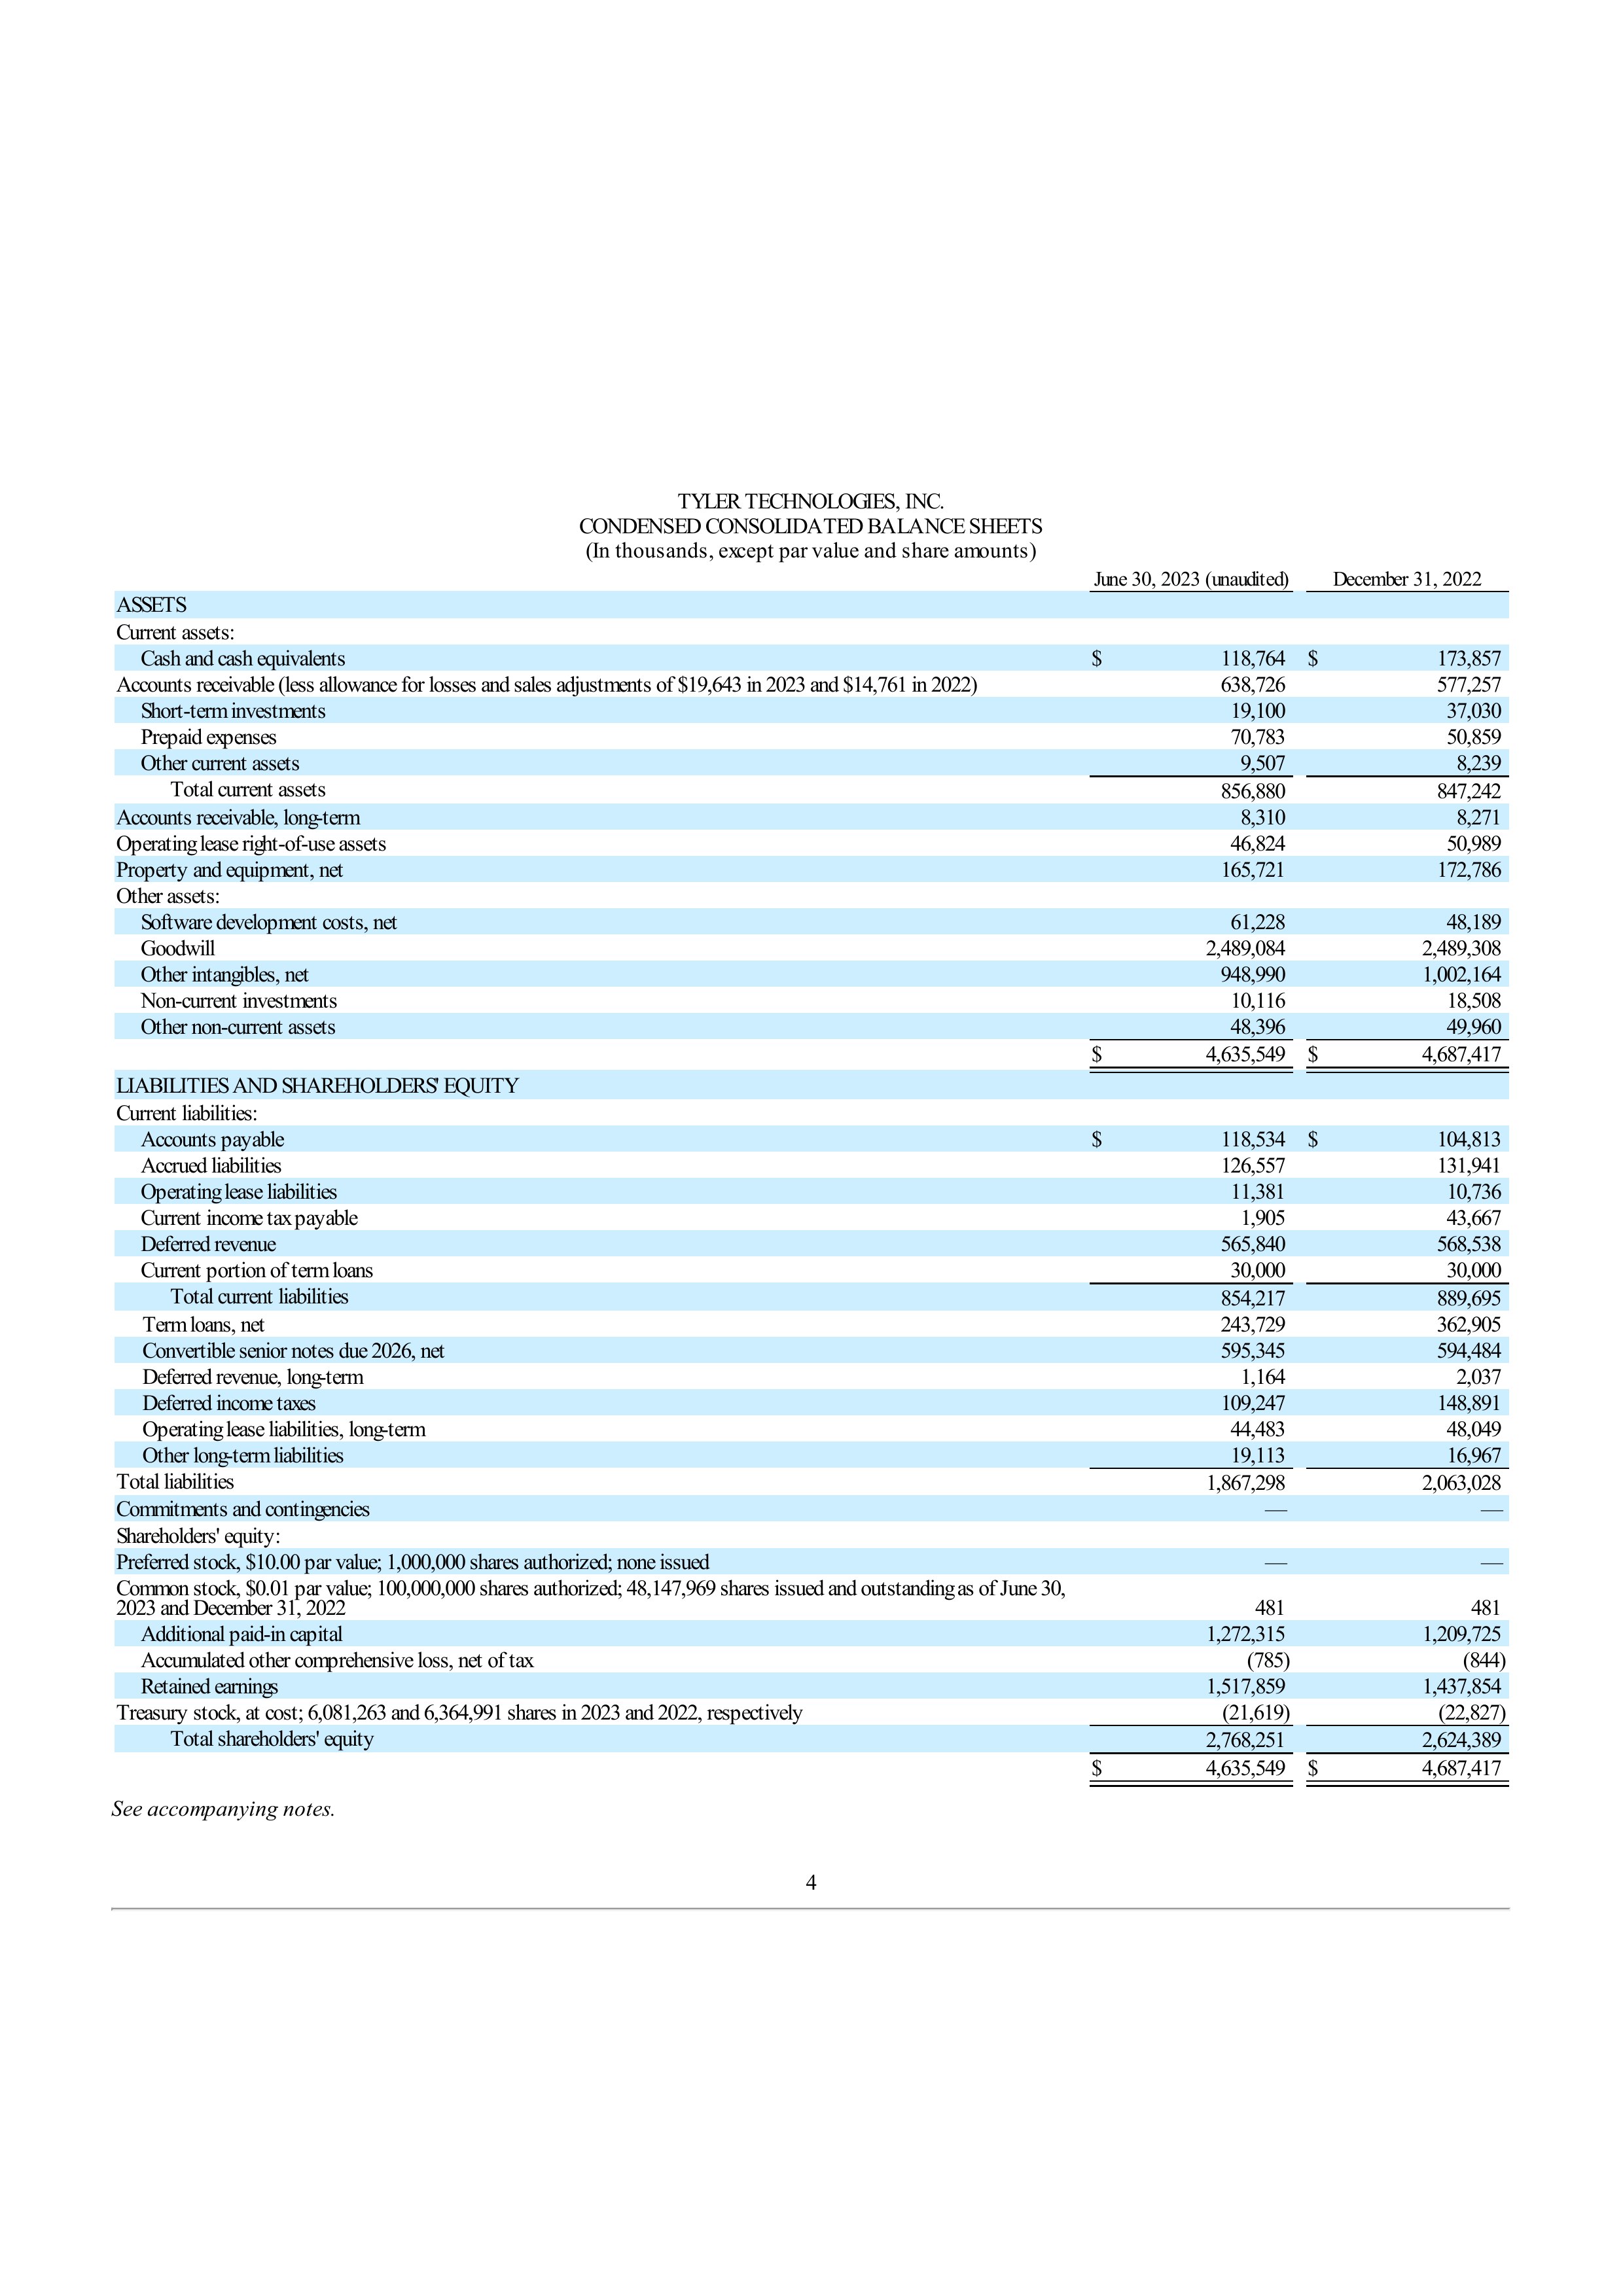 TYLER TECHNOLOGIES, INC.
CONDENSED CONSOLIDATED BALANCE SHEETS
(In thousands, except par value and share amounts)
June 30, 2023 (unaudited) December 31, 2022
ASSETS
Current assets:
Cash and cash equivalents $ 118,764 $ 173,857
Accounts receivable (less allowance for losses and sales adjustments of $19,643 in 2023 and $14,761 in 2022) 638,726 577,257
Short-term investments 19,100 37,030
Prepaid expenses 70,783 50,859
Other current assets 9,507 8,239
Total current assets 856,880 847,242
Accounts receivable, long-term 8,310 8,271
Operating lease right-of-use assets 46,824 50,989
Property and equipment, net 165,721 172,786
Other assets:
Software development costs, net 61,228 48,189
Goodwill 2,489,084 2,489,308
Other intangibles, net 948,990 1,002,164
Non-current investments 10,116 18,508
Other non-current assets 48,396 49,960
$ 4,635,549 $ 4,687,417
LIABILITIES AND SHAREHOLDERS' EQUITY
Current liabilities:
Accounts payable $ 118,534 $ 104,813
Accrued liabilities 126,557 131,941
Operating lease liabilities 11,381 10,736
Current income tax payable 1,905 43,667
Deferred revenue 565,840 568,538
Current portion of term loans 30,000 30,000
Total current liabilities 854,217 889,695
Term loans, net 243,729 362,905
Convertible senior notes due 2026, net 595,345 594,484
Deferred revenue, long-term 1,164 2,037
Deferred income taxes 109,247 148,891
Operating lease liabilities, long-term 44,483 48,049
Other long-term liabilities 19,113 16,967
Total liabilities 1,867,298 2,063,028
Commitments and contingencies — —
Shareholders' equity:
Preferred stock, $10.00 par value; 1,000,000 shares authorized; none issued — —
Common stock, $0.01 par value; 100,000,000 shares authorized; 48,147,969 shares issued and outstanding as of June 30,
2023 and December 31, 2022 481 481
Additional paid-in capital 1,272,315 1,209,725
Accumulated other comprehensive loss, net of tax (785) (844)
Retained earnings 1,517,859 1,437,854
Treasury stock, at cost; 6,081,263 and 6,364,991 shares in 2023 and 2022, respectively (21,619) (22,827)
Total shareholders' equity 2,768,251 2,624,389
$ 4,635,549 $ 4,687,417
See accompanying notes.
4